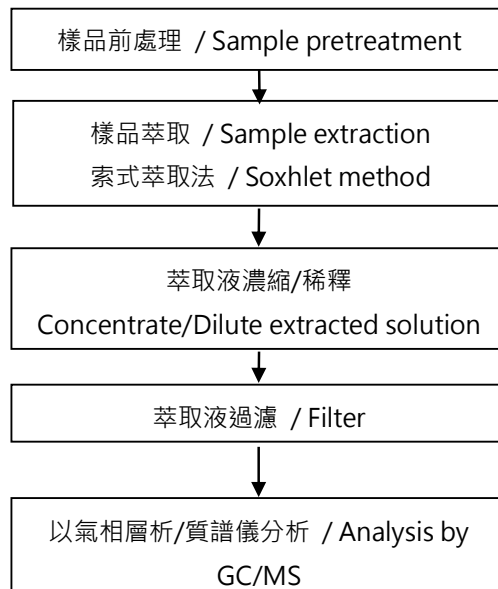 樣品前處理 / Sample pretreatment
樣品萃取 / Sample extraction
索式萃取法 / Soxhlet method
萃取液濃縮/稀釋
Concentrate/Dilute extracted solution
萃取液過濾 / Filter
以氣相層析/質譜儀分析 / Analysis by
GC/MS